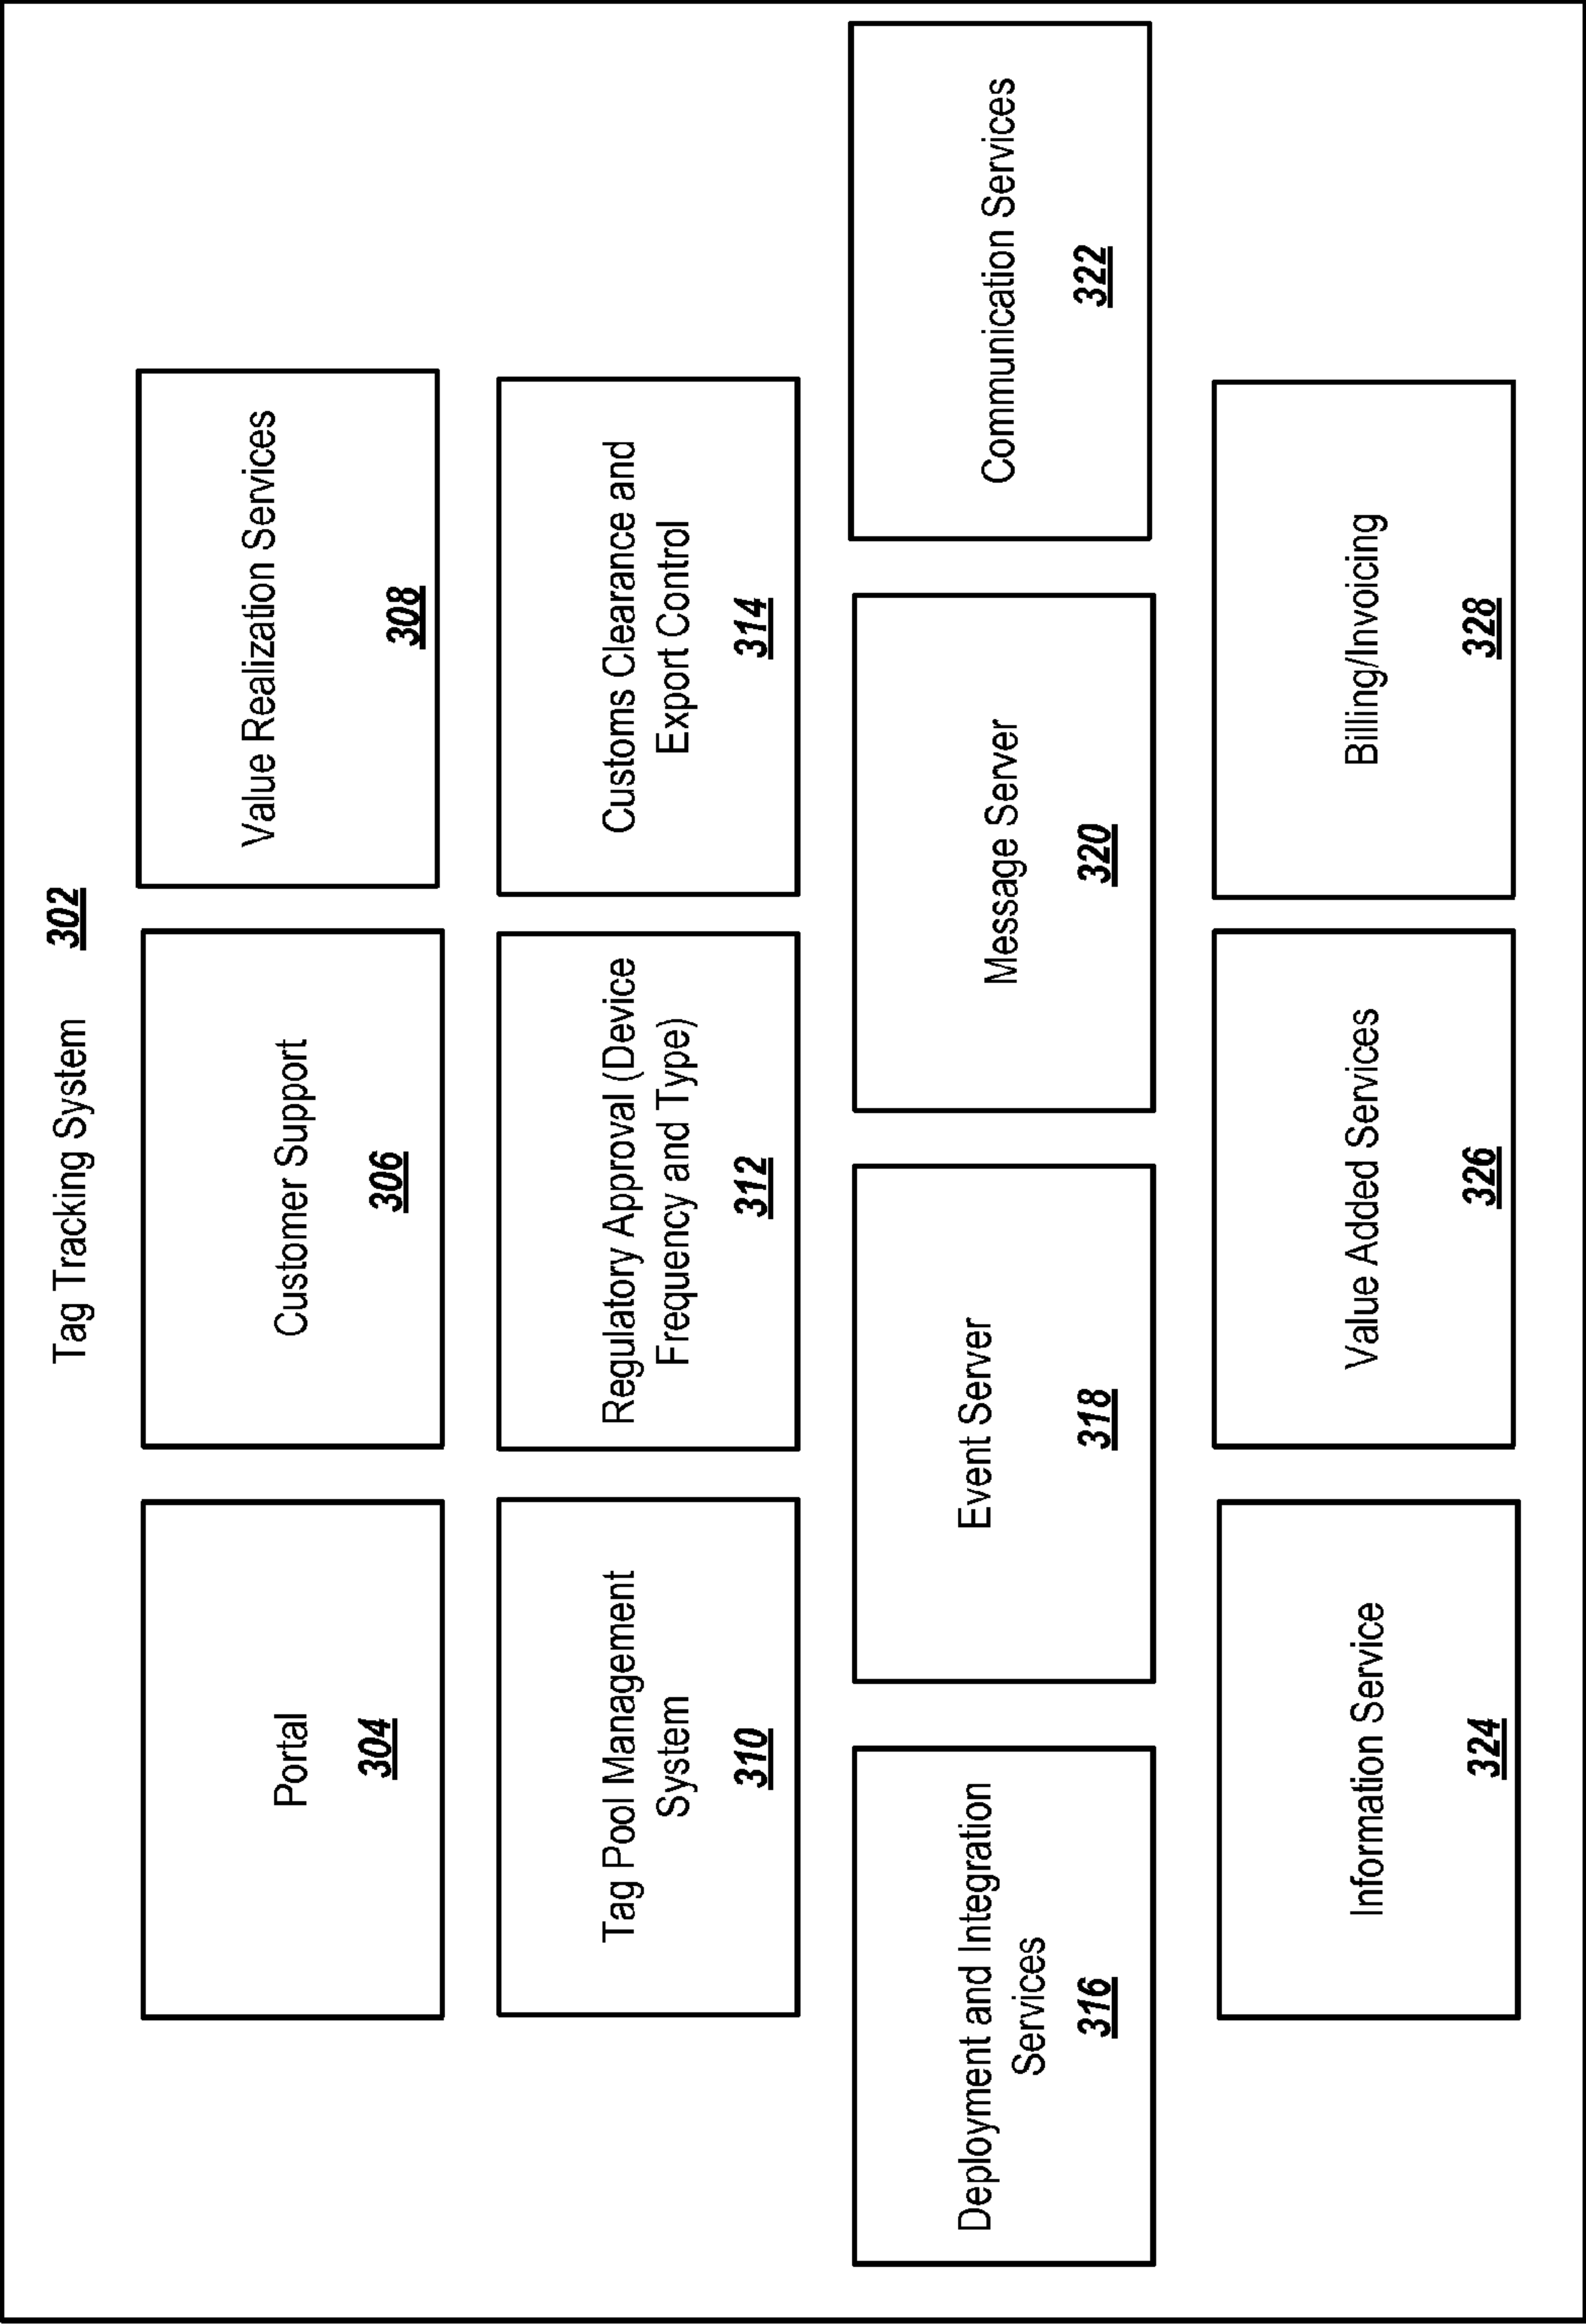 Tag Tracking System 302
Portal
304
Customer Support
306
Value Realization Services
308
Tag Pool Management
System
310
Regulatory Approval (Device
Frequency and Type)
312
Customs Clearance and
Export Control
314
Deployment and Integration
Services
316
Event Server
318
Message Server
320
Communication Services
322
Information Service
324
Value Added Services
326
Billing/Invoicing
328